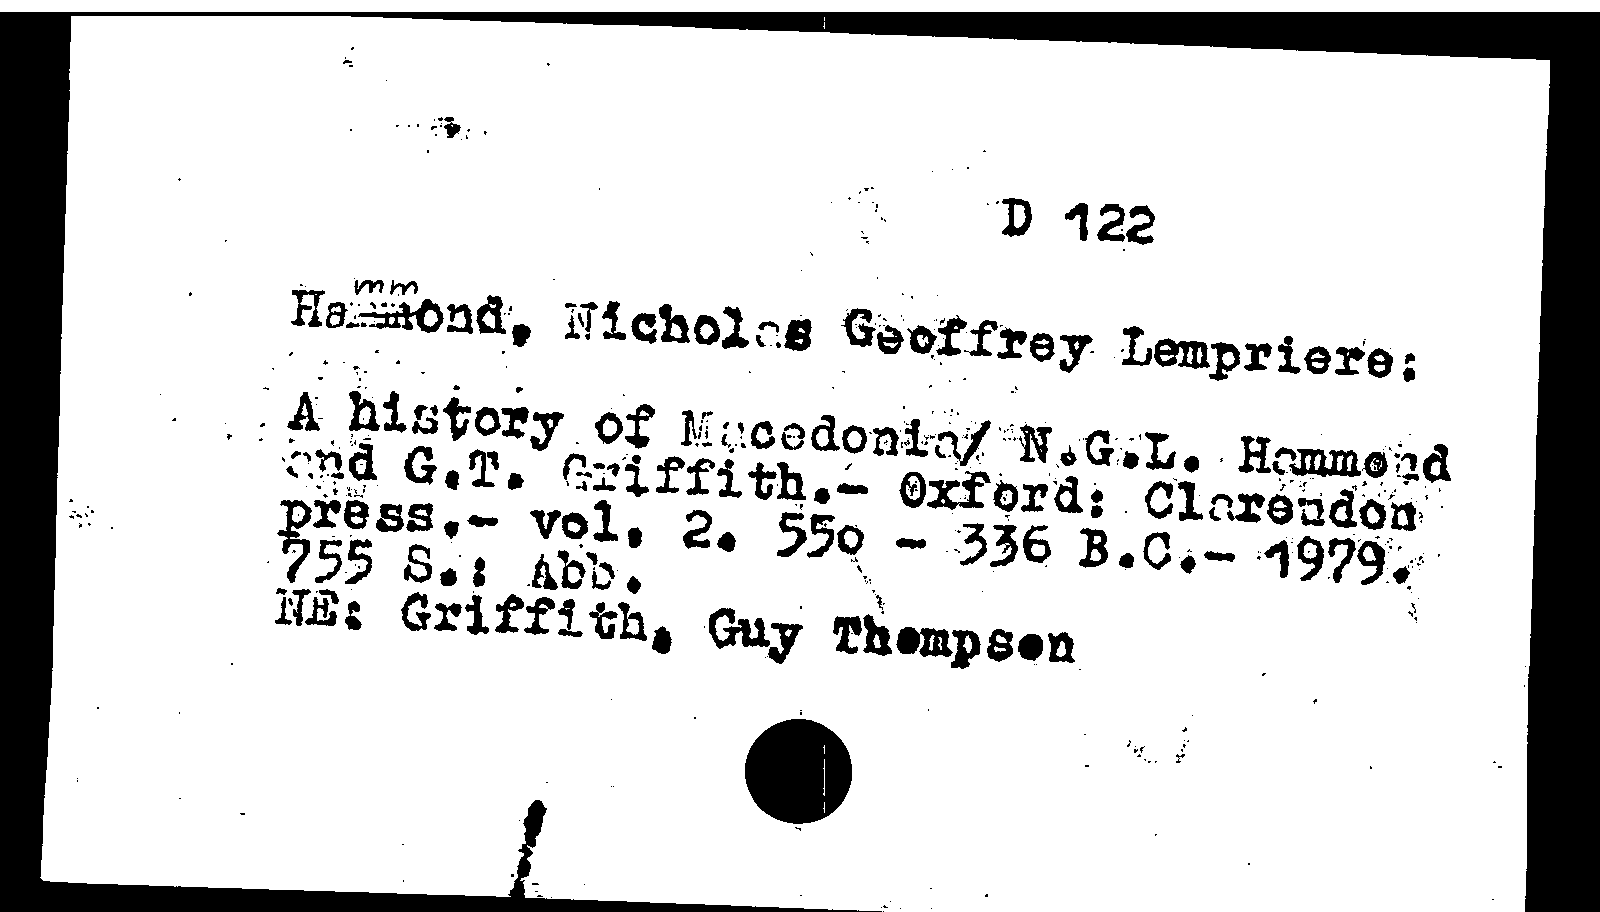 D 122
Hammond, Nicholas Geoffrey Lempriere:
A history of Macedonia/ N.G.L. Hammond
and G.T. Griffith.- Oxford: Clarendon
press.- vol. 2. 550 - 336 B.C.- 1979.
755 S.: Abb.
NE: Griffith, Guy Thompson